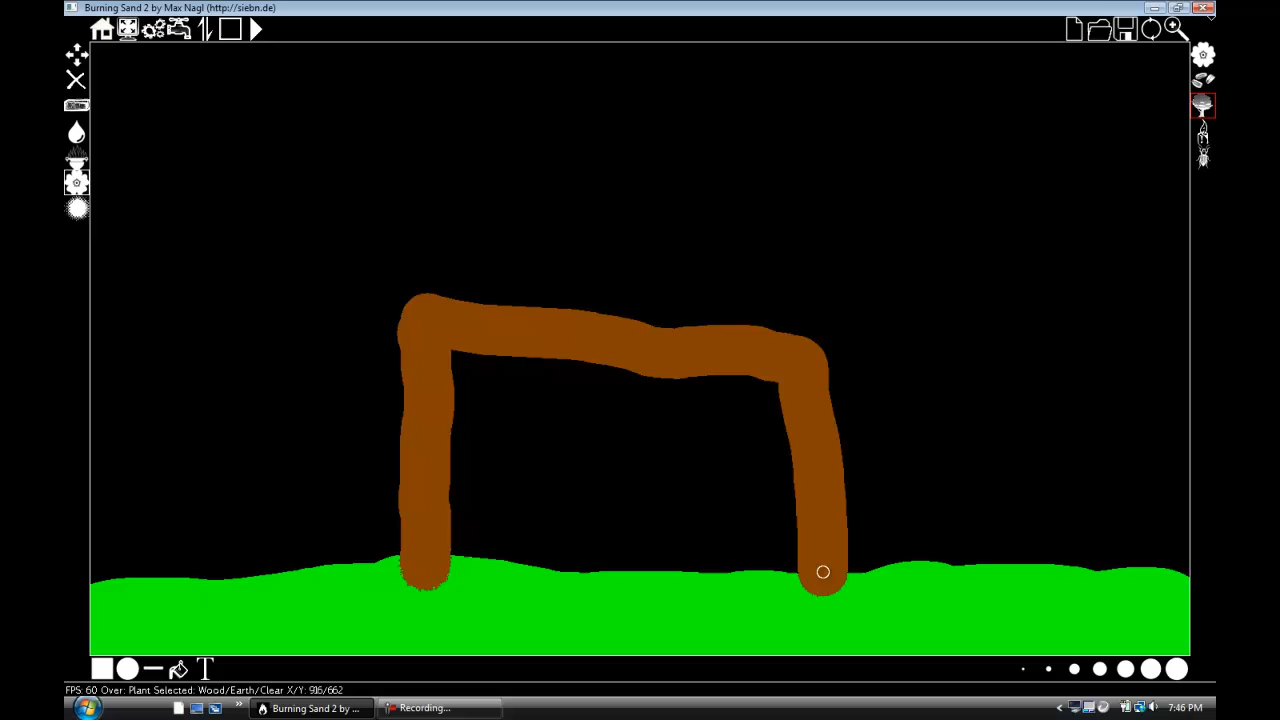 Burning Sand 2 by Max Nagl (http://siebn.de)
T
FPS: 60 Over: Plant Selected: Wood/Earth/Clear X/Y: 916/662
Burning Sand 2 by ...
Recording...
7:46 PM